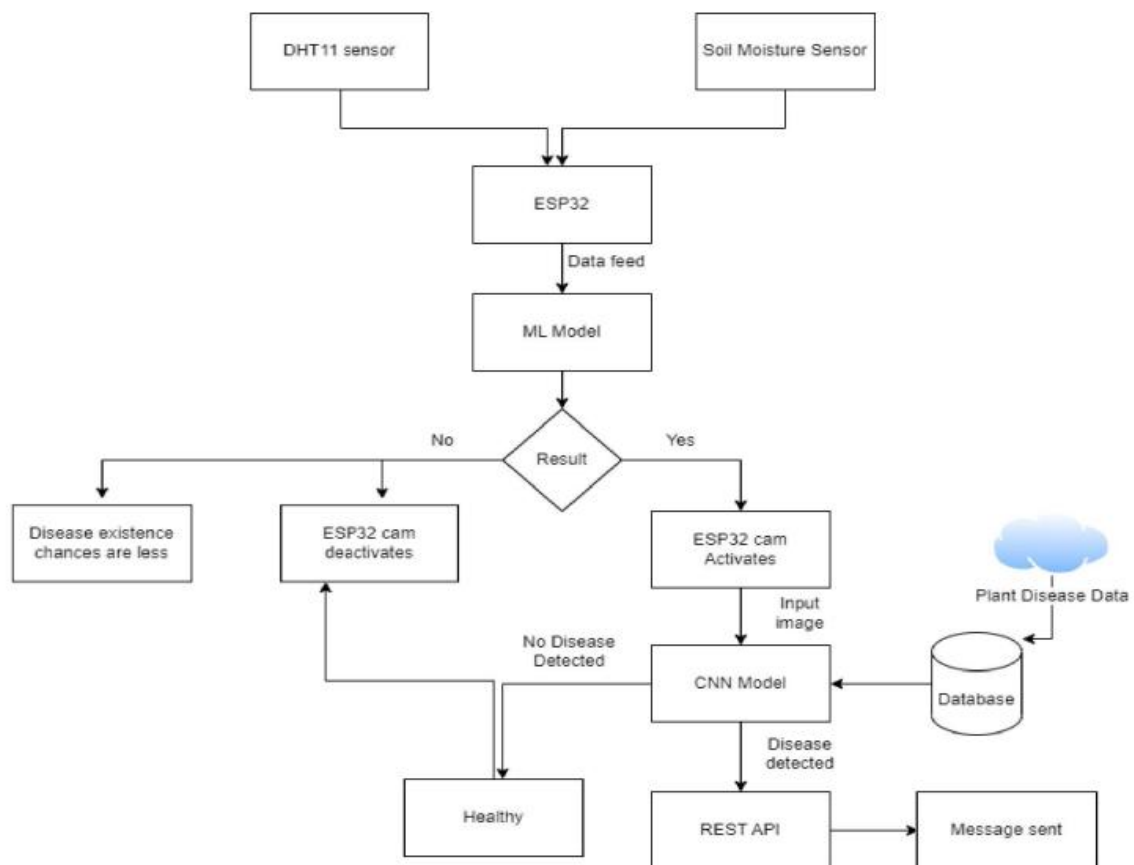 DHT11 sensor
Soil Moisture Sensor
ESP32
Data feed
ML Model
No
Result
Yes
Disease existence
chances are less
ESP32 cam
deactivates
ESP32 cam
Activates
Plant Disease Data
Input
image
No Disease
Detected
CNN Model
Database
Disease
detected
Healthy
REST API
Message sent